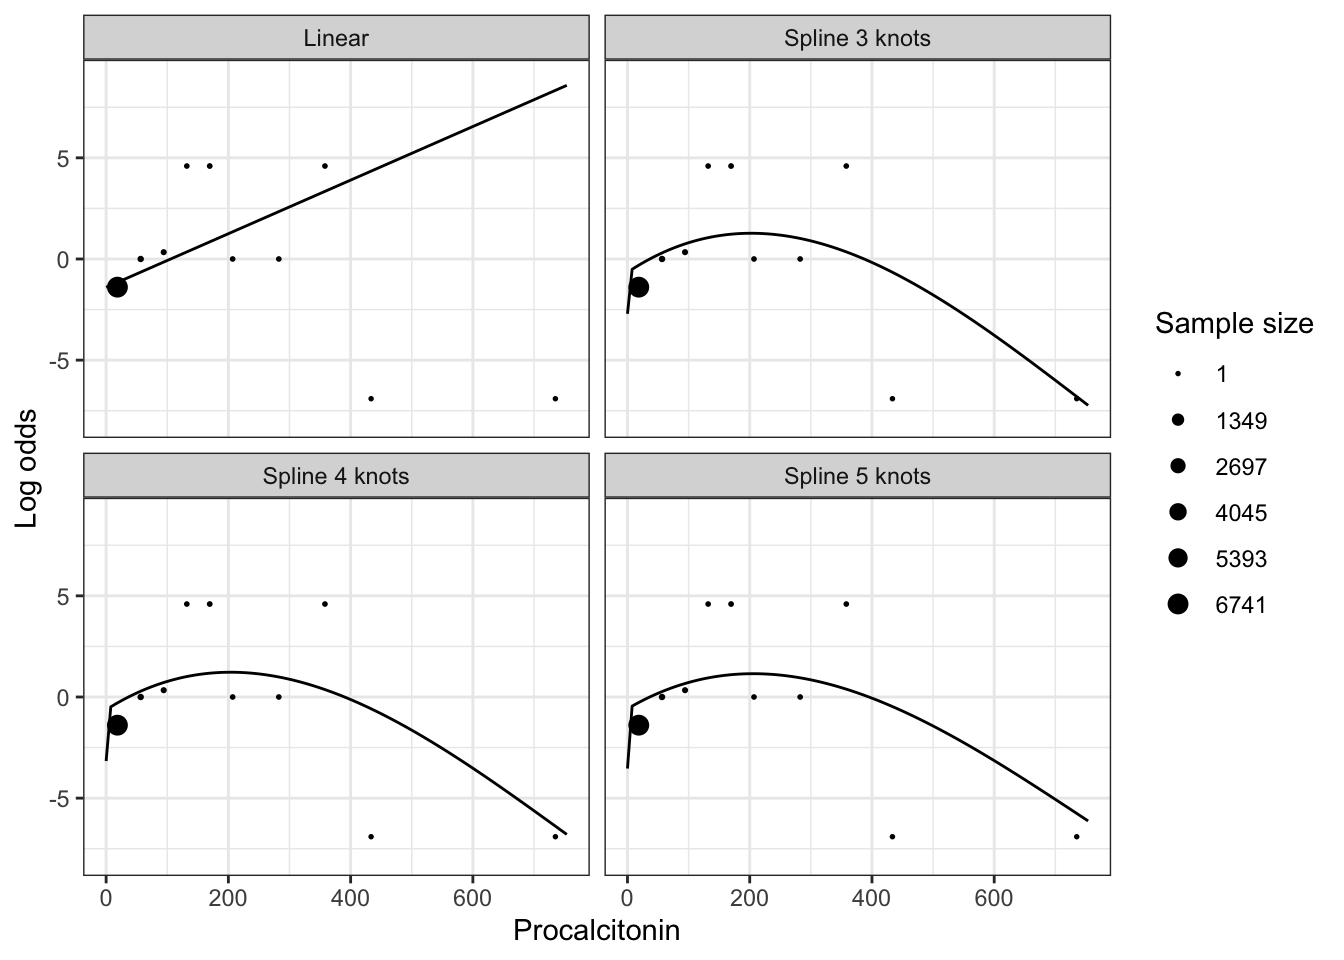 Linear
Spline 3 knots
5
0
-5
Spline 4 knots
Spline 5 knots
5
0
-5
0 200 400 600
0 200 400 600
Procalcitonin
Log odds
Sample size
1
1349
2697
4045
5393
6741